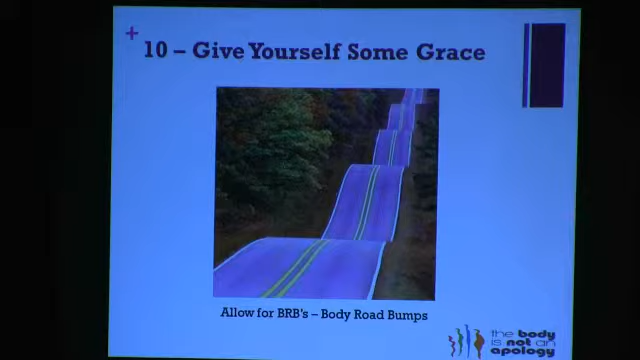 +
10 – Give Yourself Some Grace
Allow for BRB's – Body Road Bumps
the body
is not an
apology